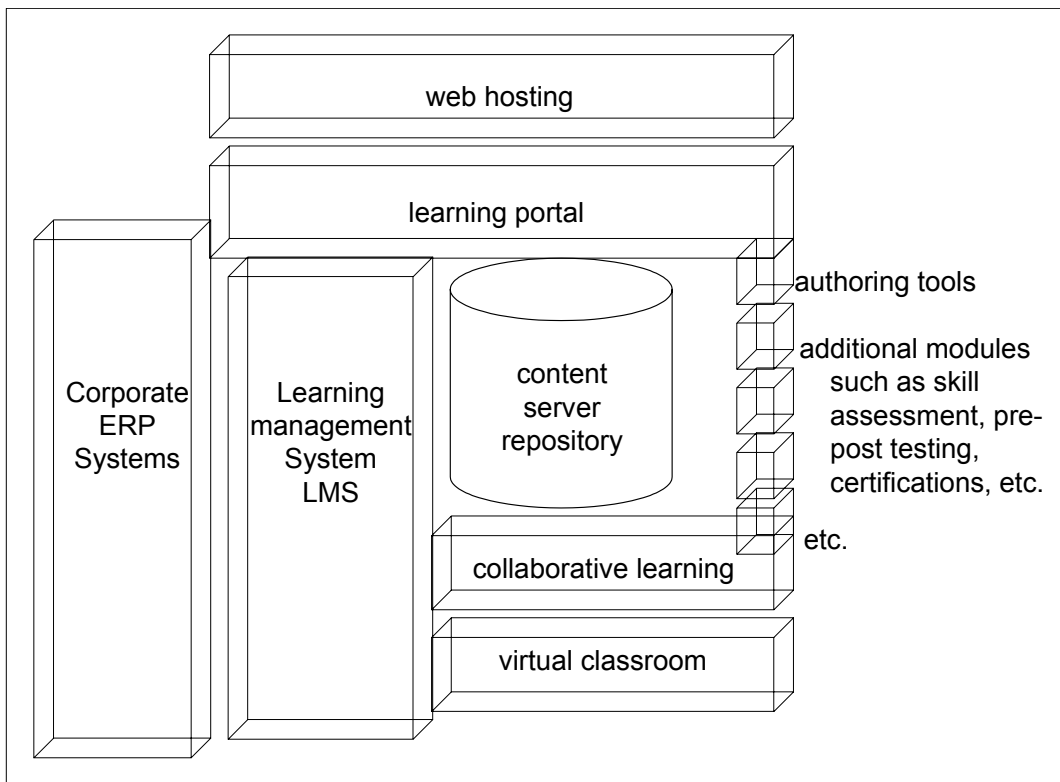 web hosting
learning portal
Corporate
ERP
Systems
Learning
management
System
LMS
content
server
repository
authoring tools
additional modules
such as skill
assessment, pre-
post testing,
certifications, etc.
etc.
collaborative learning
virtual classroom